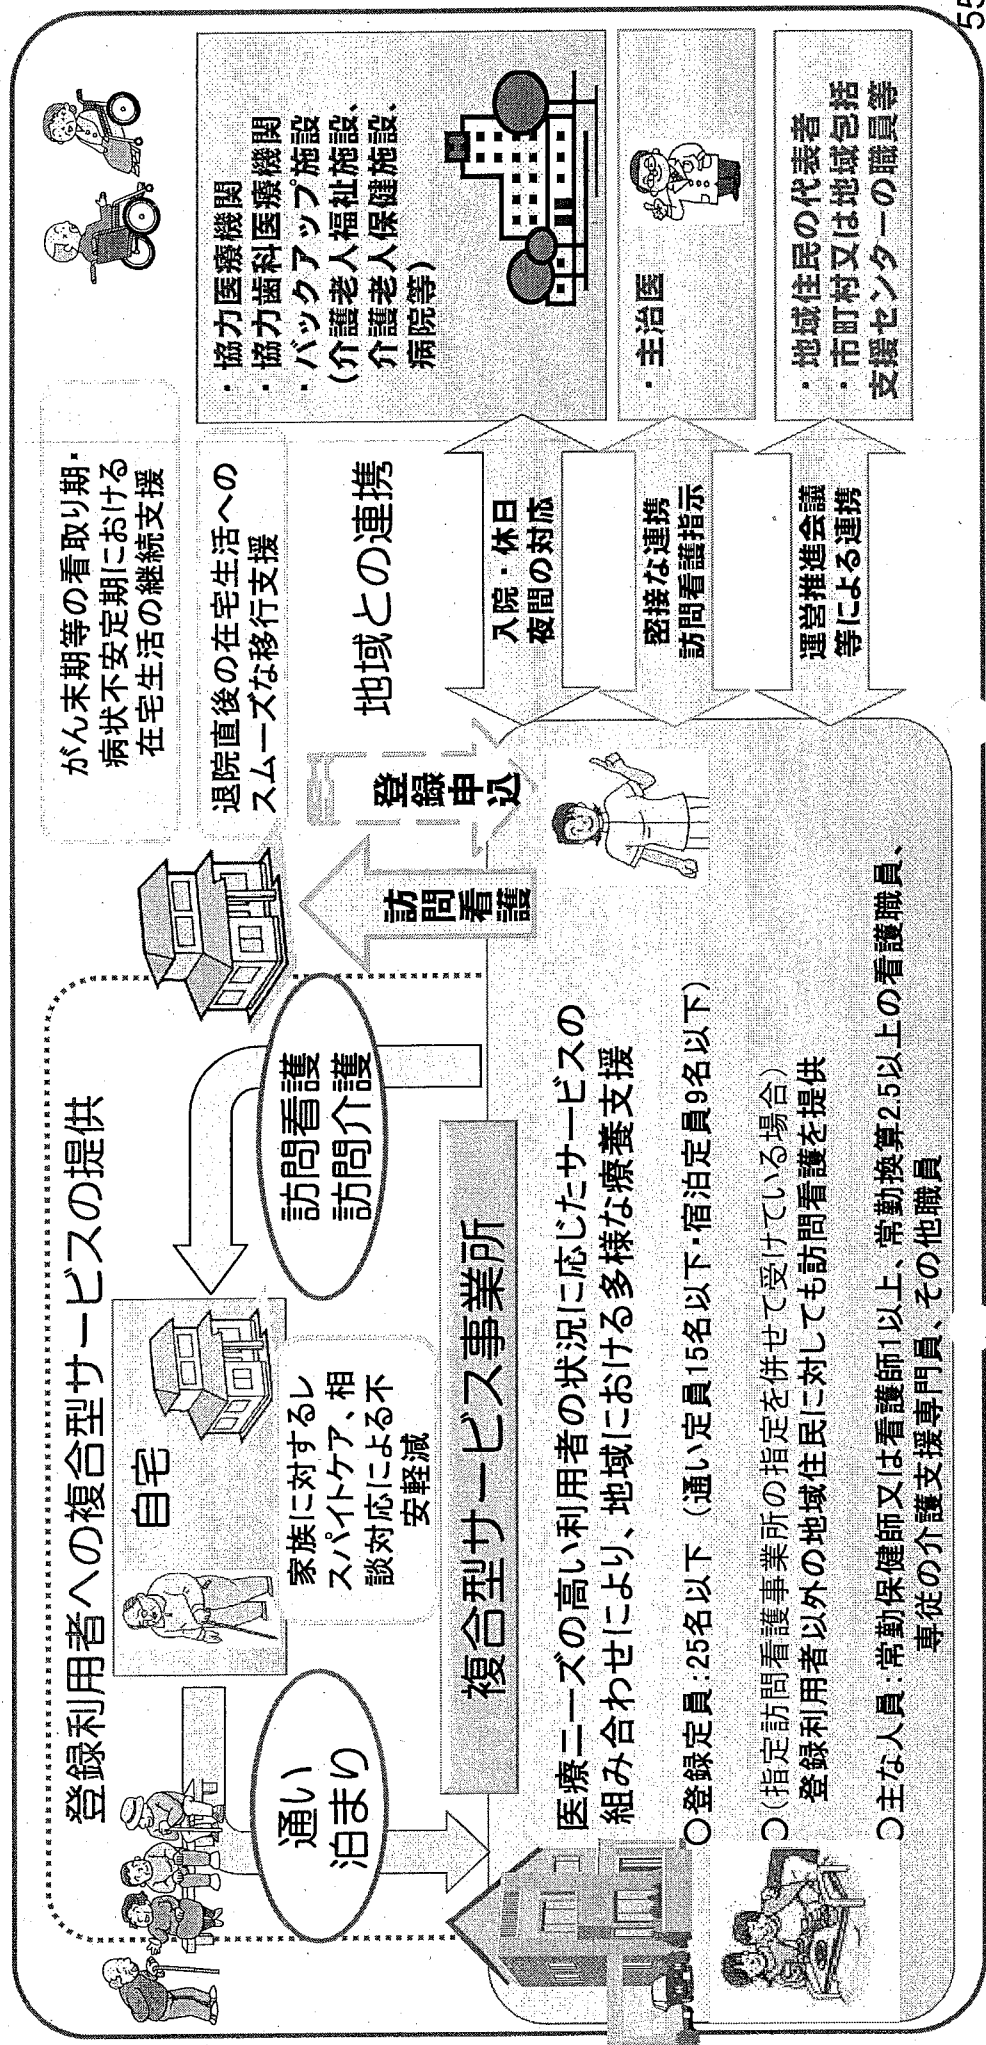 がん末期等の看取り期・
病状不安定期における
在宅生活の継続支援
退院直後の在宅生活への
スムーズな移行支援
登録利用者への複合型サービスの提供
自宅
家族に対するレ
スパイトケア、相
談対応による不
安軽減
通い
泊まり
訪問看護
訪問介護
訪問看護
登録申込
地域との連携
入院・休日
夜間の対応
密接な連携
訪問看護指示
運営推進会議
等による連携
・協力医療機関
・協力歯科医療機関
・バックアップ施設
(介護老人福祉施設、
介護老人保健施設、
病院等)
H
・主治医
・地域住民の代表者
・市町村又は地域包括
支援センターの職員等
複合型サービス事業所
医療ニーズの高い利用者の状況に応じたサービスの
組み合わせにより、地域における多様な療養支援
○登録定員:25名以下 (通い定員15名以下・宿泊定員9名以下)
○(指定訪問看護事業所の指定を併せて受けている場合)
登録利用者以外の地域住民に対しても訪問看護を提供
○主な人員:常勤保健師又は看護師1以上、常勤換算2.5以上の看護職員、
専従の介護支援専門員、その他職員
55